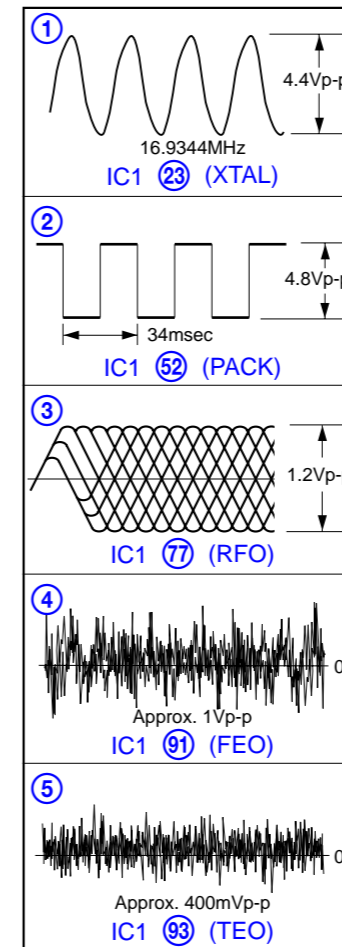 ①
4.4Vp-p
16.9344MHz
IC1 ㉓ (XTAL)
②
4.8Vp-p
34msec
IC1 52 (PACK)
③
1.2Vp-
IC1 77 (RFO)
④
0
Approx. 1Vp-p
IC1 91 (FEO)
⑤
0
Approx. 400mVp-p
IC1 93 (TEO)